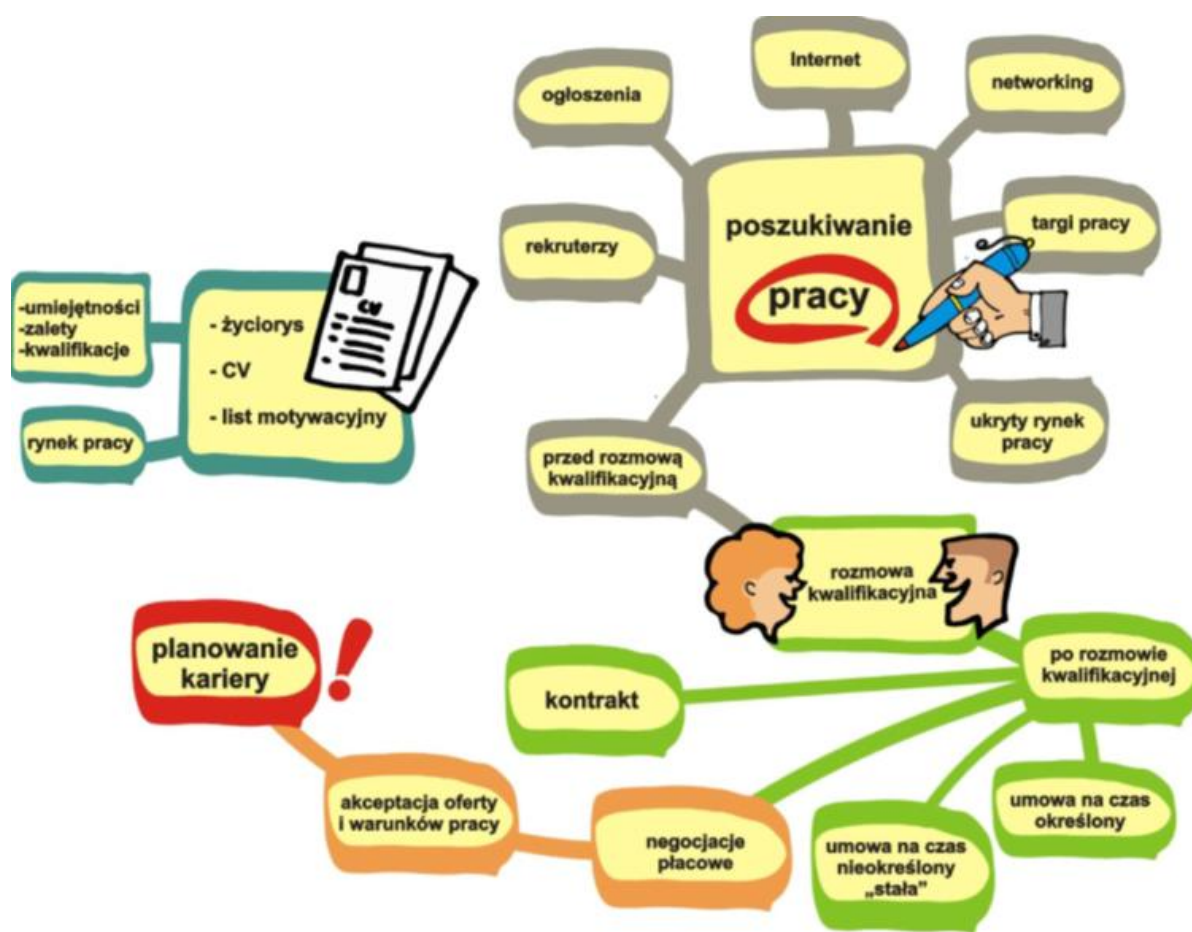 Internet
ogłoszenia
networking
rekruterzy
poszukiwanie
pracy
targi pracy
ukryty rynek
pracy
przed rozmową
kwalifikacyjną
-umiejętności
-zalety
-kwalifikacje
rynek pracy
- życiorys
- CV
- list motywacyjny
CV
rozmowa
kwalifikacyjna
po rozmowie
kwalifikacyjnej
kontrakt
umowa na czas
określony
umowa na czas
nieokreślony
„stała”
negocjacje
płacowe
akceptacja oferty
i warunków pracy
planowanie
kariery
!